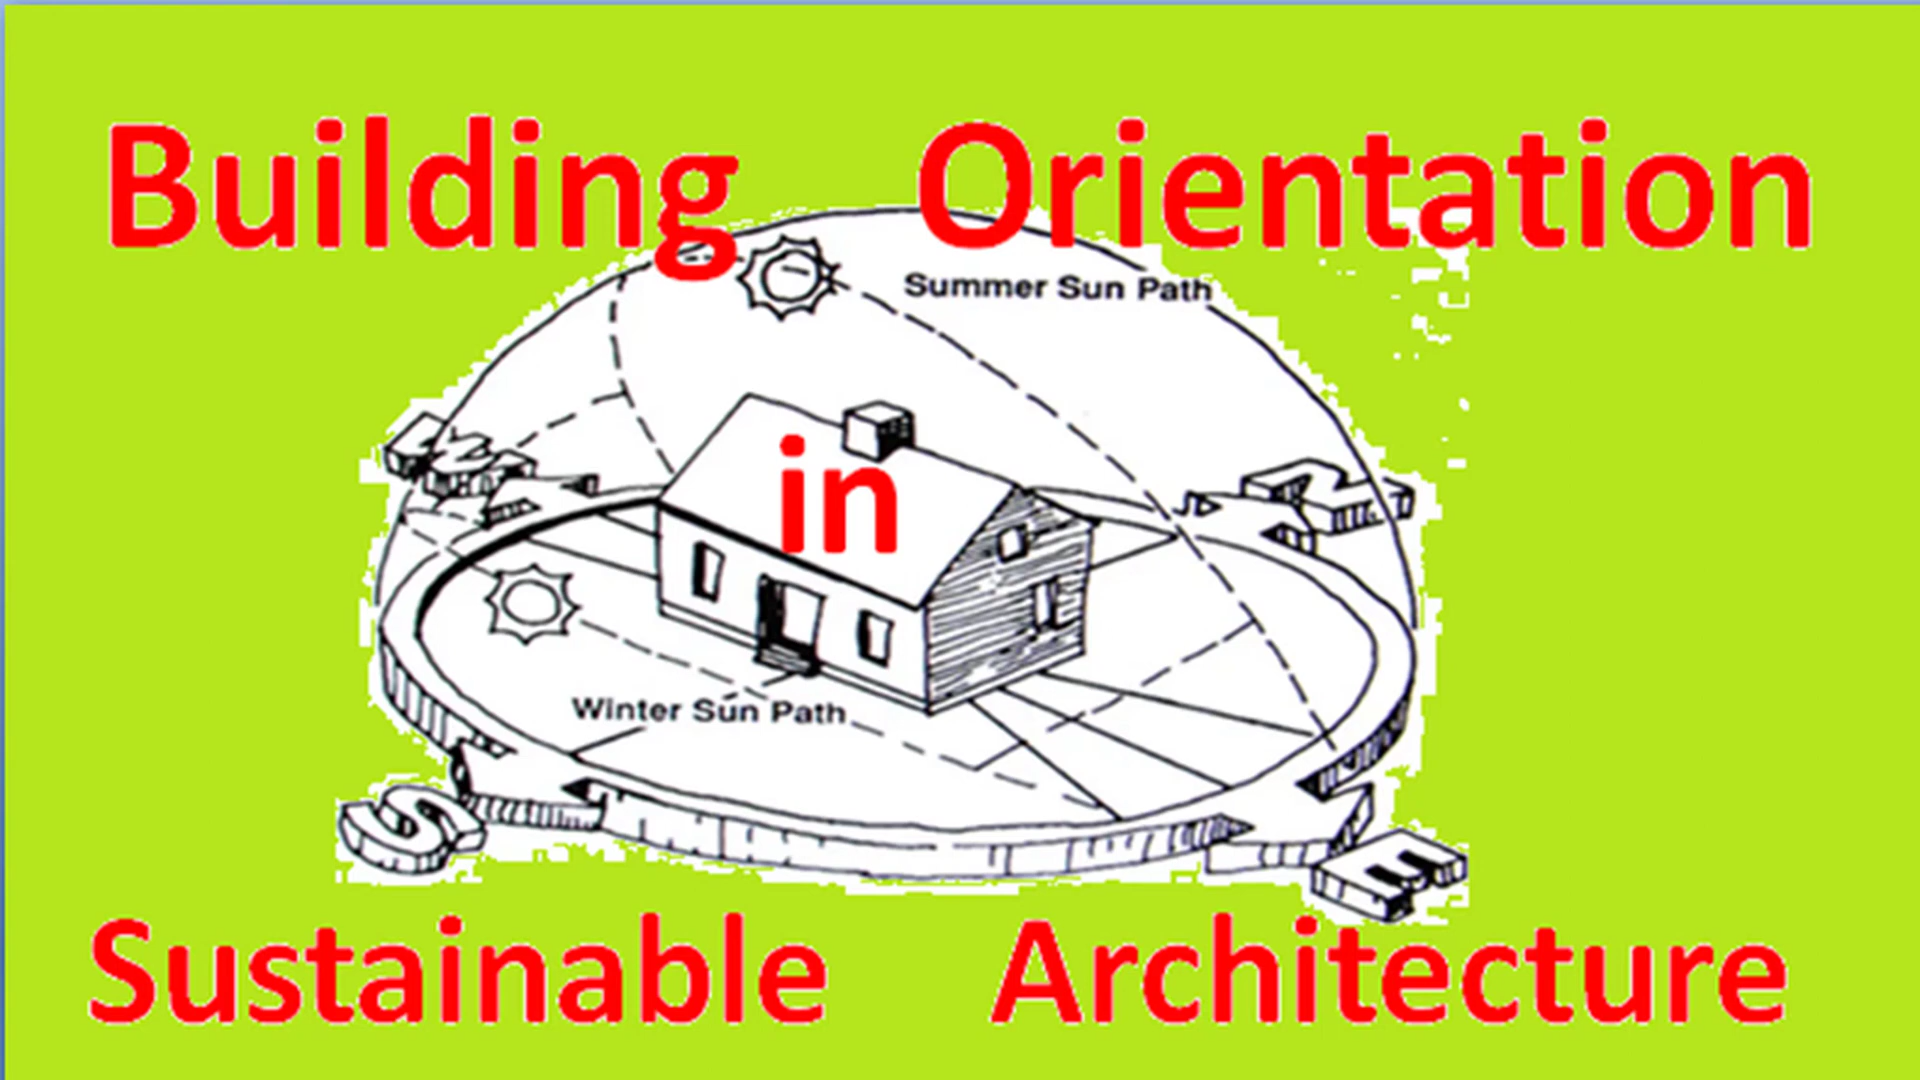 Building Orientation
Summer Sun Path
W
N
in
Winter Sun Path
S
E
Sustainable Architecture